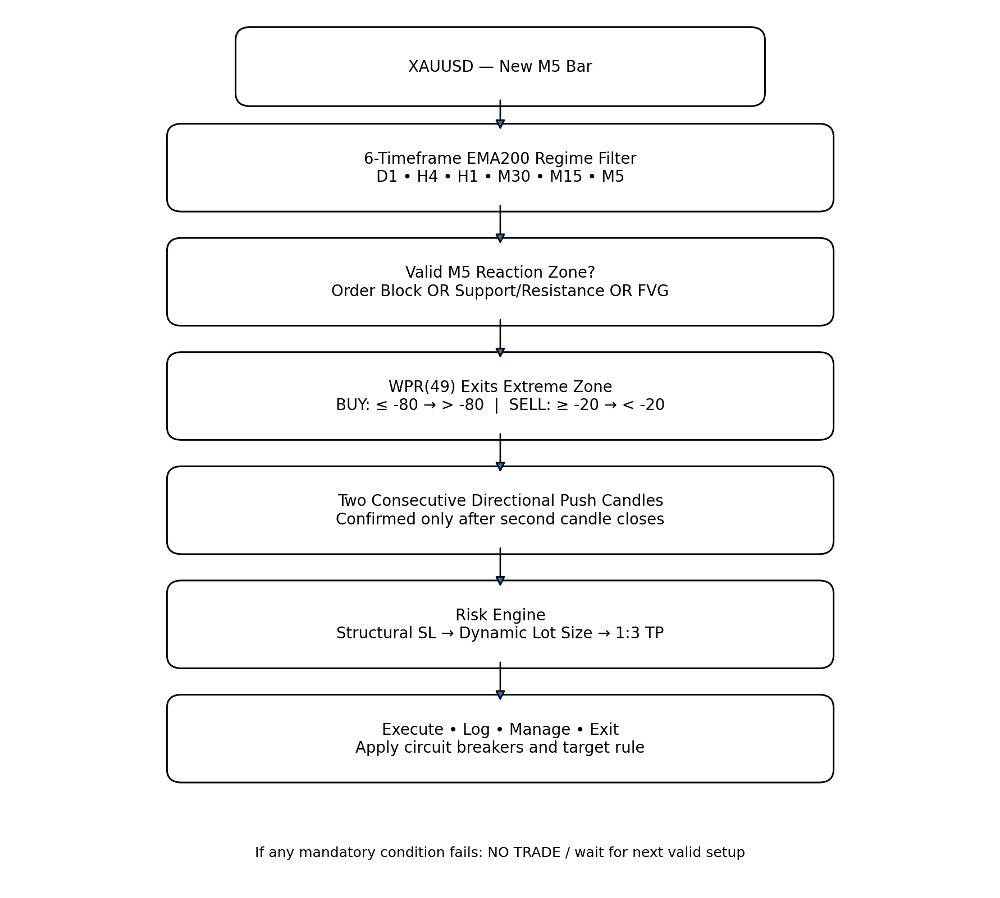 XAUUSD — New M5 Bar
6-Timeframe EMA200 Regime Filter
D1 • H4 • H1 • M30 • M15 • M5
Valid M5 Reaction Zone?
Order Block OR Support/Resistance OR FVG
WPR(49) Exits Extreme Zone
BUY: ≤ -80 → > -80 | SELL: ≥ -20 → < -20
Two Consecutive Directional Push Candles
Confirmed only after second candle closes
Risk Engine
Structural SL → Dynamic Lot Size → 1:3 TP
Execute • Log • Manage • Exit
Apply circuit breakers and target rule
If any mandatory condition fails: NO TRADE / wait for next valid setup